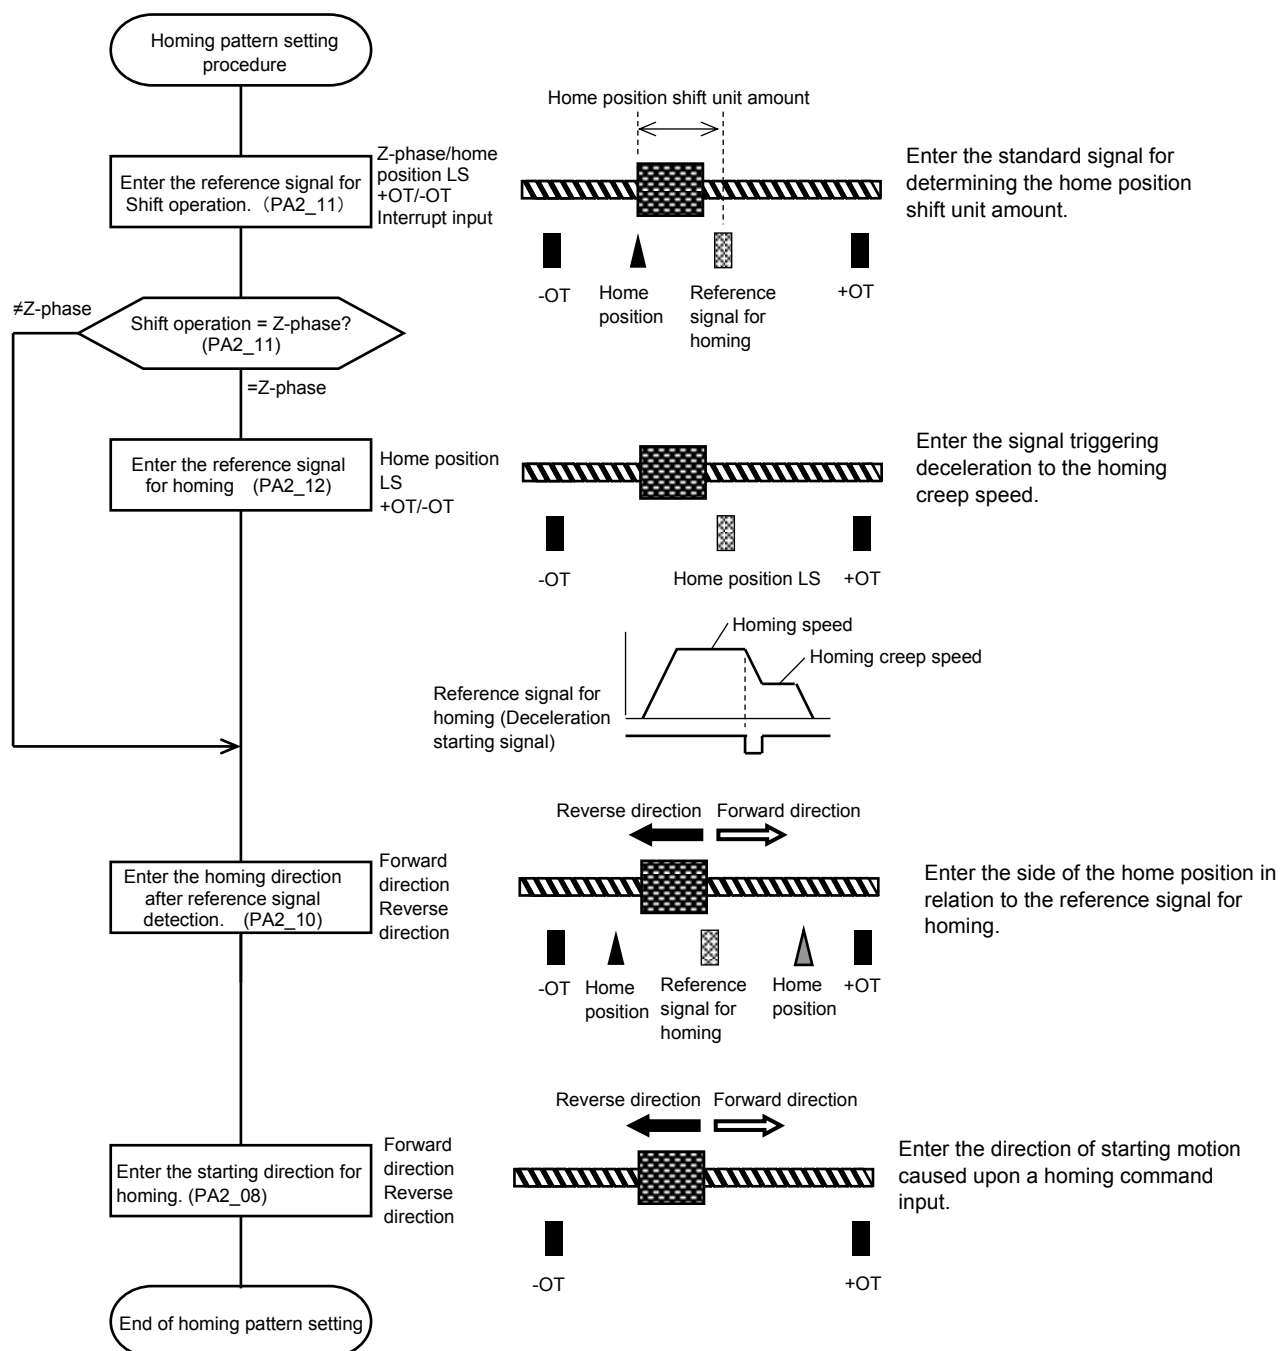 Homing pattern setting
procedure
Home position shift unit amount
Enter the reference signal for
Shift operation.（PA2_11）
Z-phase/home
position LS
+OT/-OT
Interrupt input
Enter the standard signal for
determining the home position
shift unit amount.
-OT
Home
position
Reference
signal for
homing
+OT
≠Z-phase
Shift operation = Z-phase?
(PA2_11)
=Z-phase
Enter the reference signal
for homing (PA2_12)
Home position
LS
+OT/-OT
Enter the signal triggering
deceleration to the homing
creep speed.
-OT
Home position LS
+OT
Homing speed
Homing creep speed
Reference signal for
homing (Deceleration
starting signal)
Reverse direction
Forward direction
Enter the homing direction
after reference signal
detection. (PA2_10)
Forward
direction
Reverse
direction
Enter the side of the home position in
relation to the reference signal for
homing.
-OT
Home
position
Reference
signal for
homing
Home
position
+OT
Reverse direction
Forward direction
Enter the starting direction for
homing. (PA2_08)
Forward
direction
Reverse
direction
Enter the direction of starting motion
caused upon a homing command
input.
-OT
+OT
End of homing pattern setting